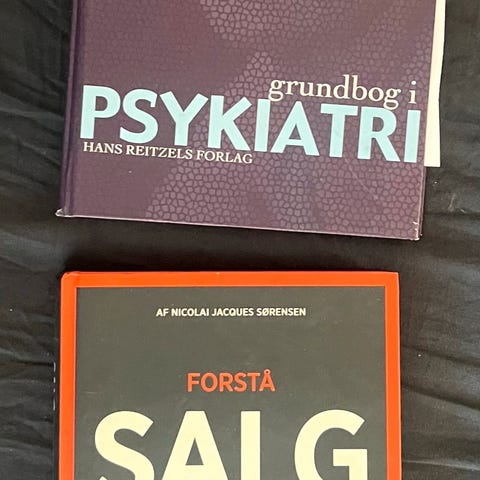 grundbog i
PSYKIATRI
HANS REITZELS FORLAG
AF NICOLAI JACQUES SØRENSEN
FORSTÅ
SALG